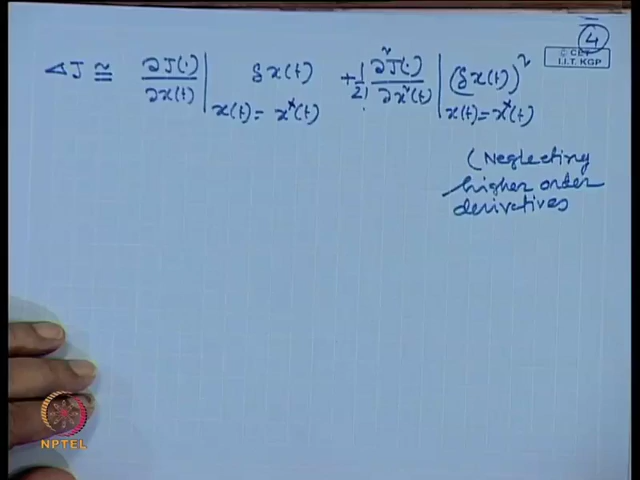 4
C CET
I.I.T. KGP
ΔJ ≅ ∂J(·)/∂x(t) | x(t) = x*(t) δx(t) + 1/2! ∂²J(·)/∂x²(t) | x(t) = x*(t) (δx(t))²
(Neglecting
higher order
derivatives
NPTEL